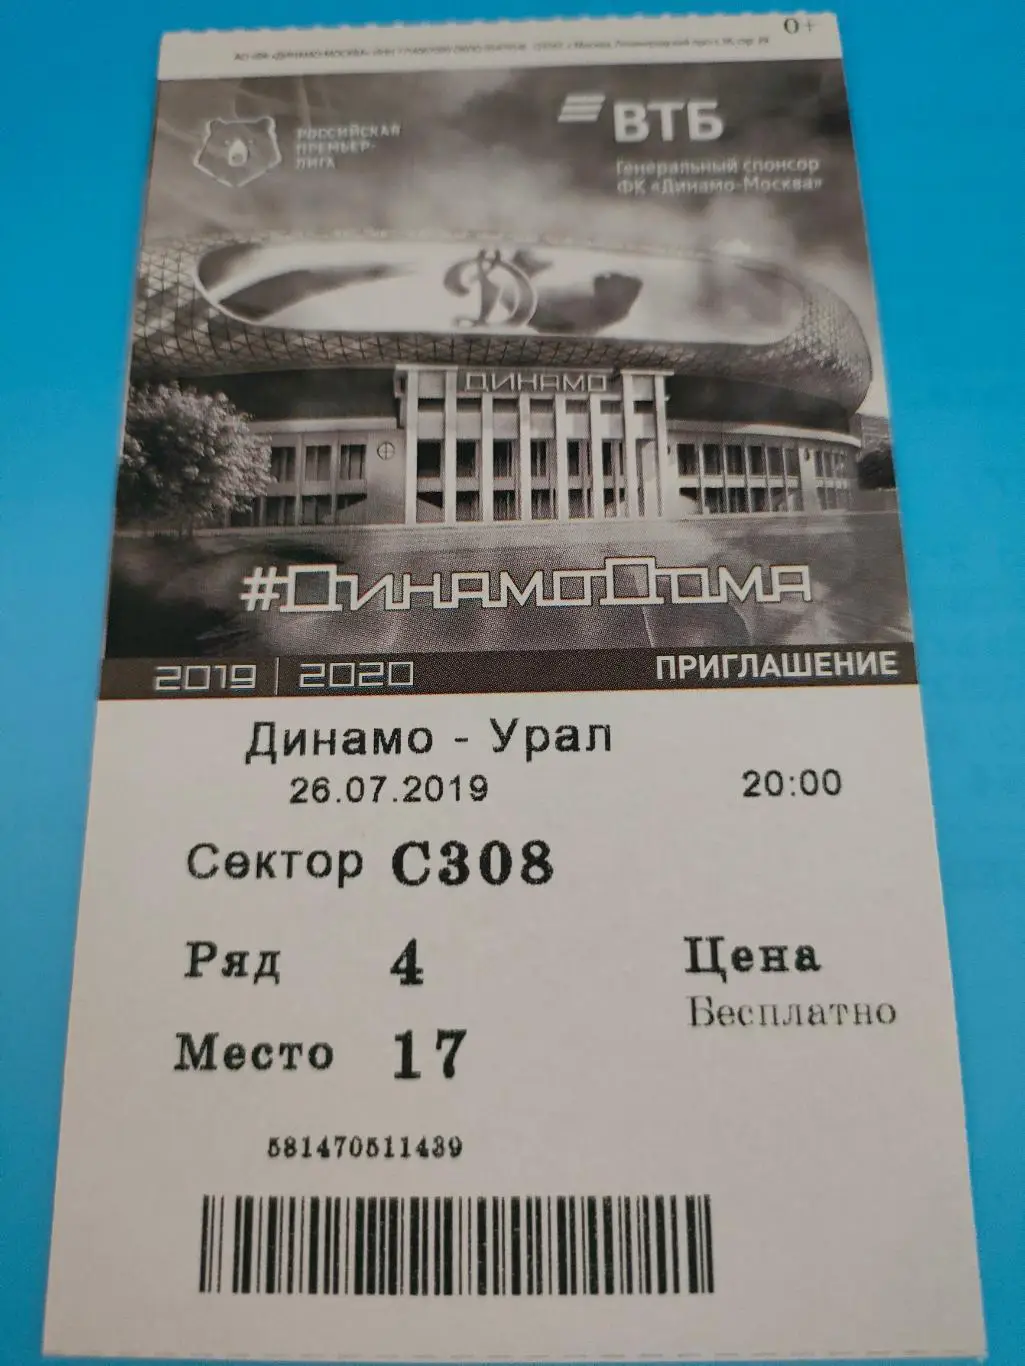 0+
РОССИЙСКАЯ
ПРЕМЬЕР-
ЛИГА
ВТБ
Генеральный спонсор
ФК «Динамо-Москва»
ДИНАМО
#ДИНАМОДОМА
2019 | 2020
ПРИГЛАШЕНИЕ
Динамо - Урал
26.07.2019 20:00
Сектор С308
Ряд 4 Цена
Бесплатно
Место 17
581470511439